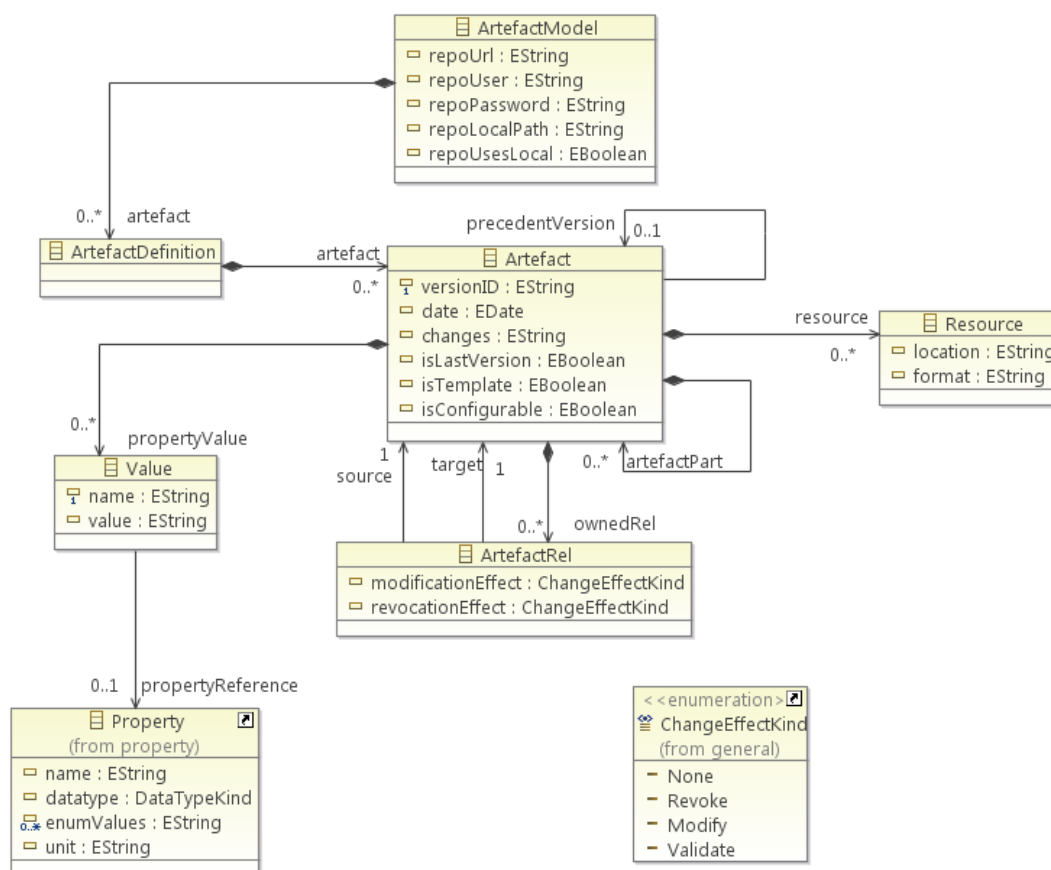 ArtefactModel
repoUrl : EString
repoUser : EString
repoPassword : EString
repoLocalPath : EString
repoUsesLocal : EBoolean
0..*
artefact
ArtefactDefinition
artefact
0..*
precedentVersion
0..1
Artefact
versionID : EString
date : EDate
changes : EString
isLastVersion : EBoolean
isTemplate : EBoolean
isConfigurable : EBoolean
resource
0..*
Resource
location : EString
format : EString
0..*
propertyValue
Value
name : EString
value : EString
1
source
target
1
0..*
artefactPart
0..*
ownedRel
ArtefactRel
modificationEffect : ChangeEffectKind
revocationEffect : ChangeEffectKind
0..1
propertyReference
Property
(from property)
name : EString
datatype : DataTypeKind
enumValues : EString
unit : EString
<<enumeration>>
ChangeEffectKind
(from general)
None
Revoke
Modify
Validate